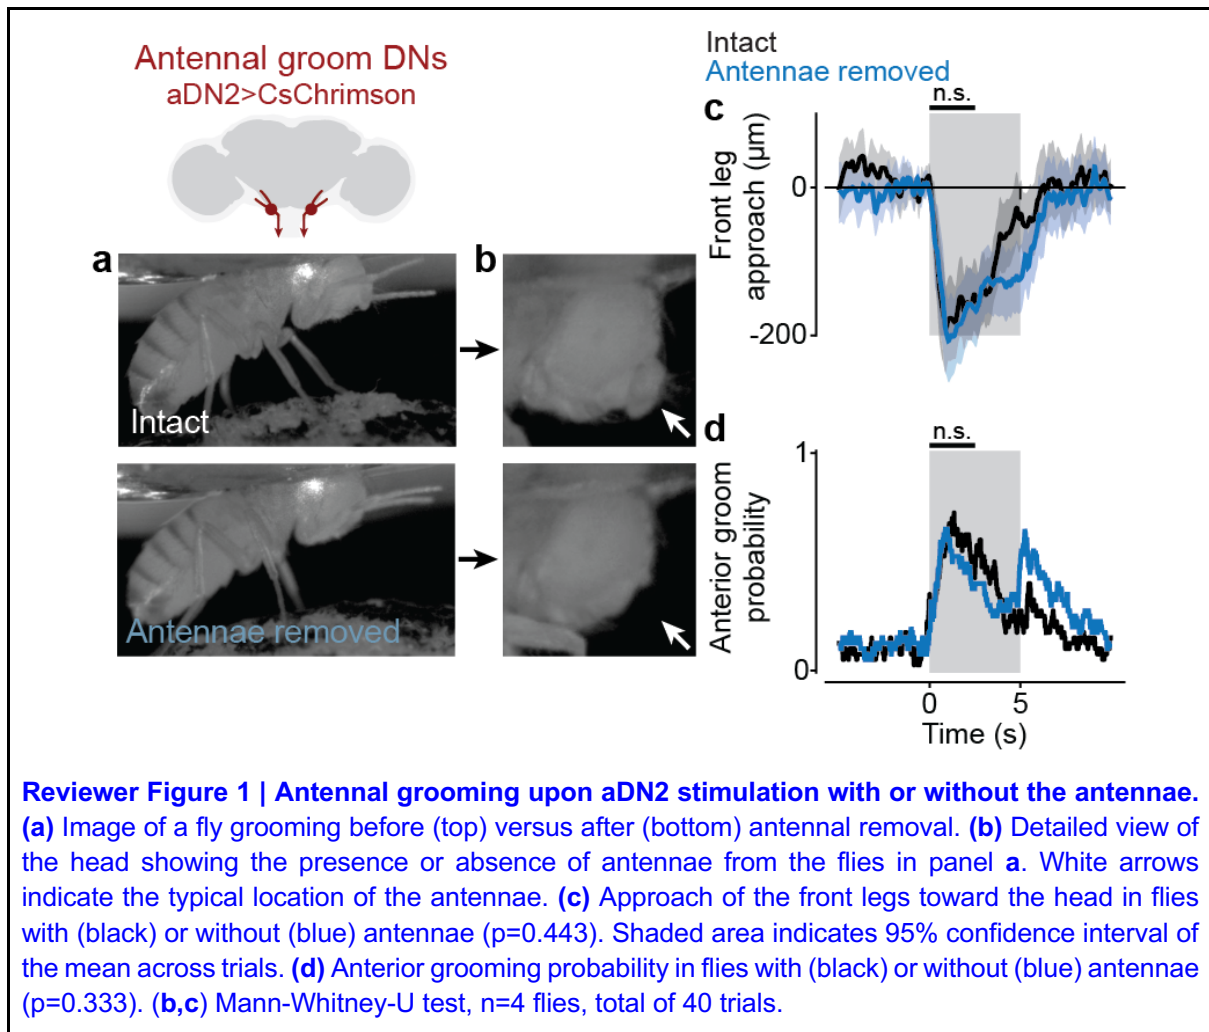 Antennal groom DNs
aDN2>CsChrimson
a
Intact
Antennae removed
b
Intact
Antennae removed
c
n.s.
Front leg
approach (µm)
0
-200
d
n.s.
Anterior groom
probability
1
0
0
5
Time (s)
Reviewer Figure 1 | Antennal grooming upon aDN2 stimulation with or without the antennae.
(a) Image of a fly grooming before (top) versus after (bottom) antennal removal. (b) Detailed view of
the head showing the presence or absence of antennae from the flies in panel a. White arrows
indicate the typical location of the antennae. (c) Approach of the front legs toward the head in flies
with (black) or without (blue) antennae (p=0.443). Shaded area indicates 95% confidence interval of
the mean across trials. (d) Anterior grooming probability in flies with (black) or without (blue) antennae
(p=0.333). (b,c) Mann-Whitney-U test, n=4 flies, total of 40 trials.